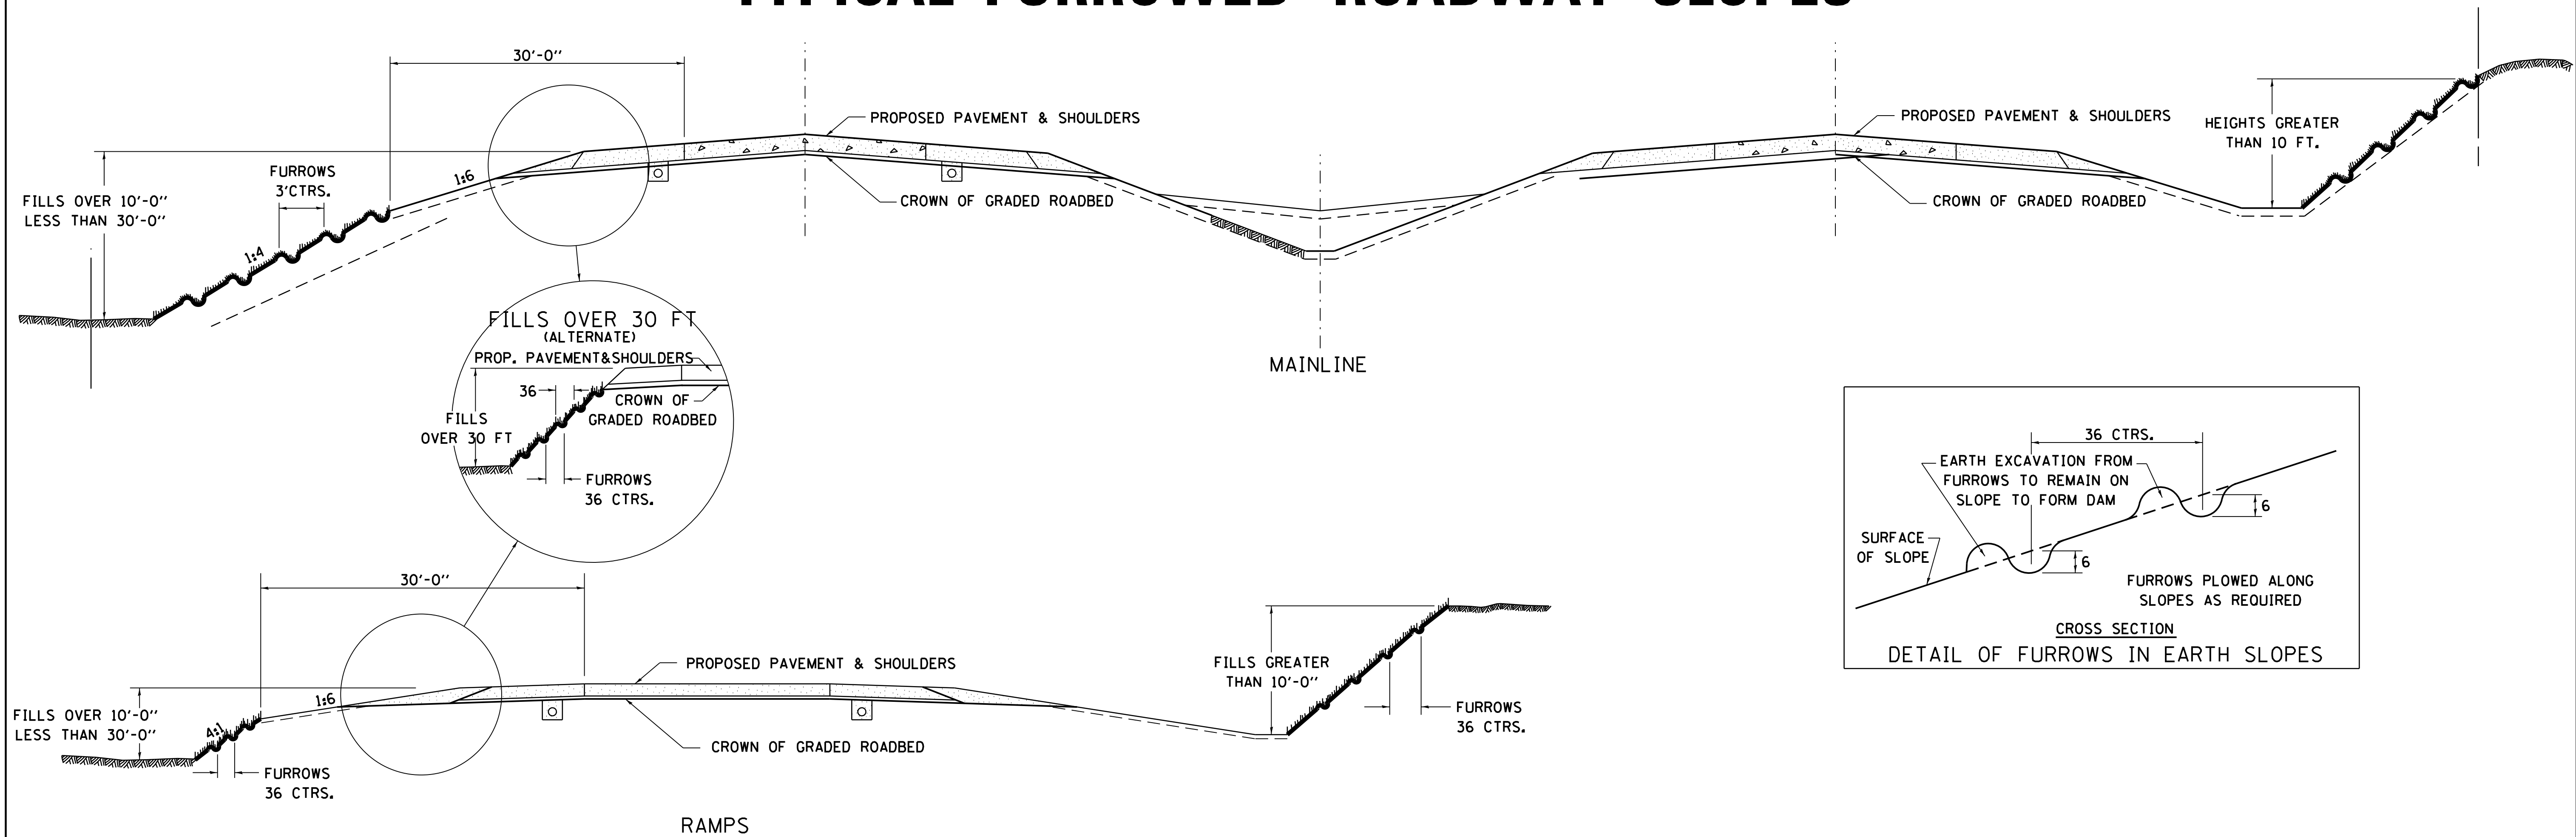 TYPICAL FURROWED ROADWAY SLOPES
30'-0"
PROPOSED PAVEMENT & SHOULDERS
PROPOSED PAVEMENT & SHOULDERS
HEIGHTS GREATER
THAN 10 FT.
FURROWS
3'CTRS.
1:6
FILLS OVER 10'-0"
LESS THAN 30'-0"
CROWN OF GRADED ROADBED
CROWN OF GRADED ROADBED
1:4
MAINLINE
FILLS OVER 30 FT
(ALTERNATE)
PROP. PAVEMENT&SHOULDERS
36
CROWN OF
GRADED ROADBED
FILLS
OVER 30 FT
FURROWS
36 CTRS.
36 CTRS.
EARTH EXCAVATION FROM
FURROWS TO REMAIN ON
SLOPE TO FORM DAM
6
SURFACE
OF SLOPE
6
FURROWS PLOWED ALONG
SLOPES AS REQUIRED
CROSS SECTION
DETAIL OF FURROWS IN EARTH SLOPES
30'-0"
PROPOSED PAVEMENT & SHOULDERS
FILLS GREATER
THAN 10'-0"
1:6
FILLS OVER 10'-0"
LESS THAN 30'-0"
4:1
FURROWS
36 CTRS.
CROWN OF GRADED ROADBED
FURROWS
36 CTRS.
RAMPS